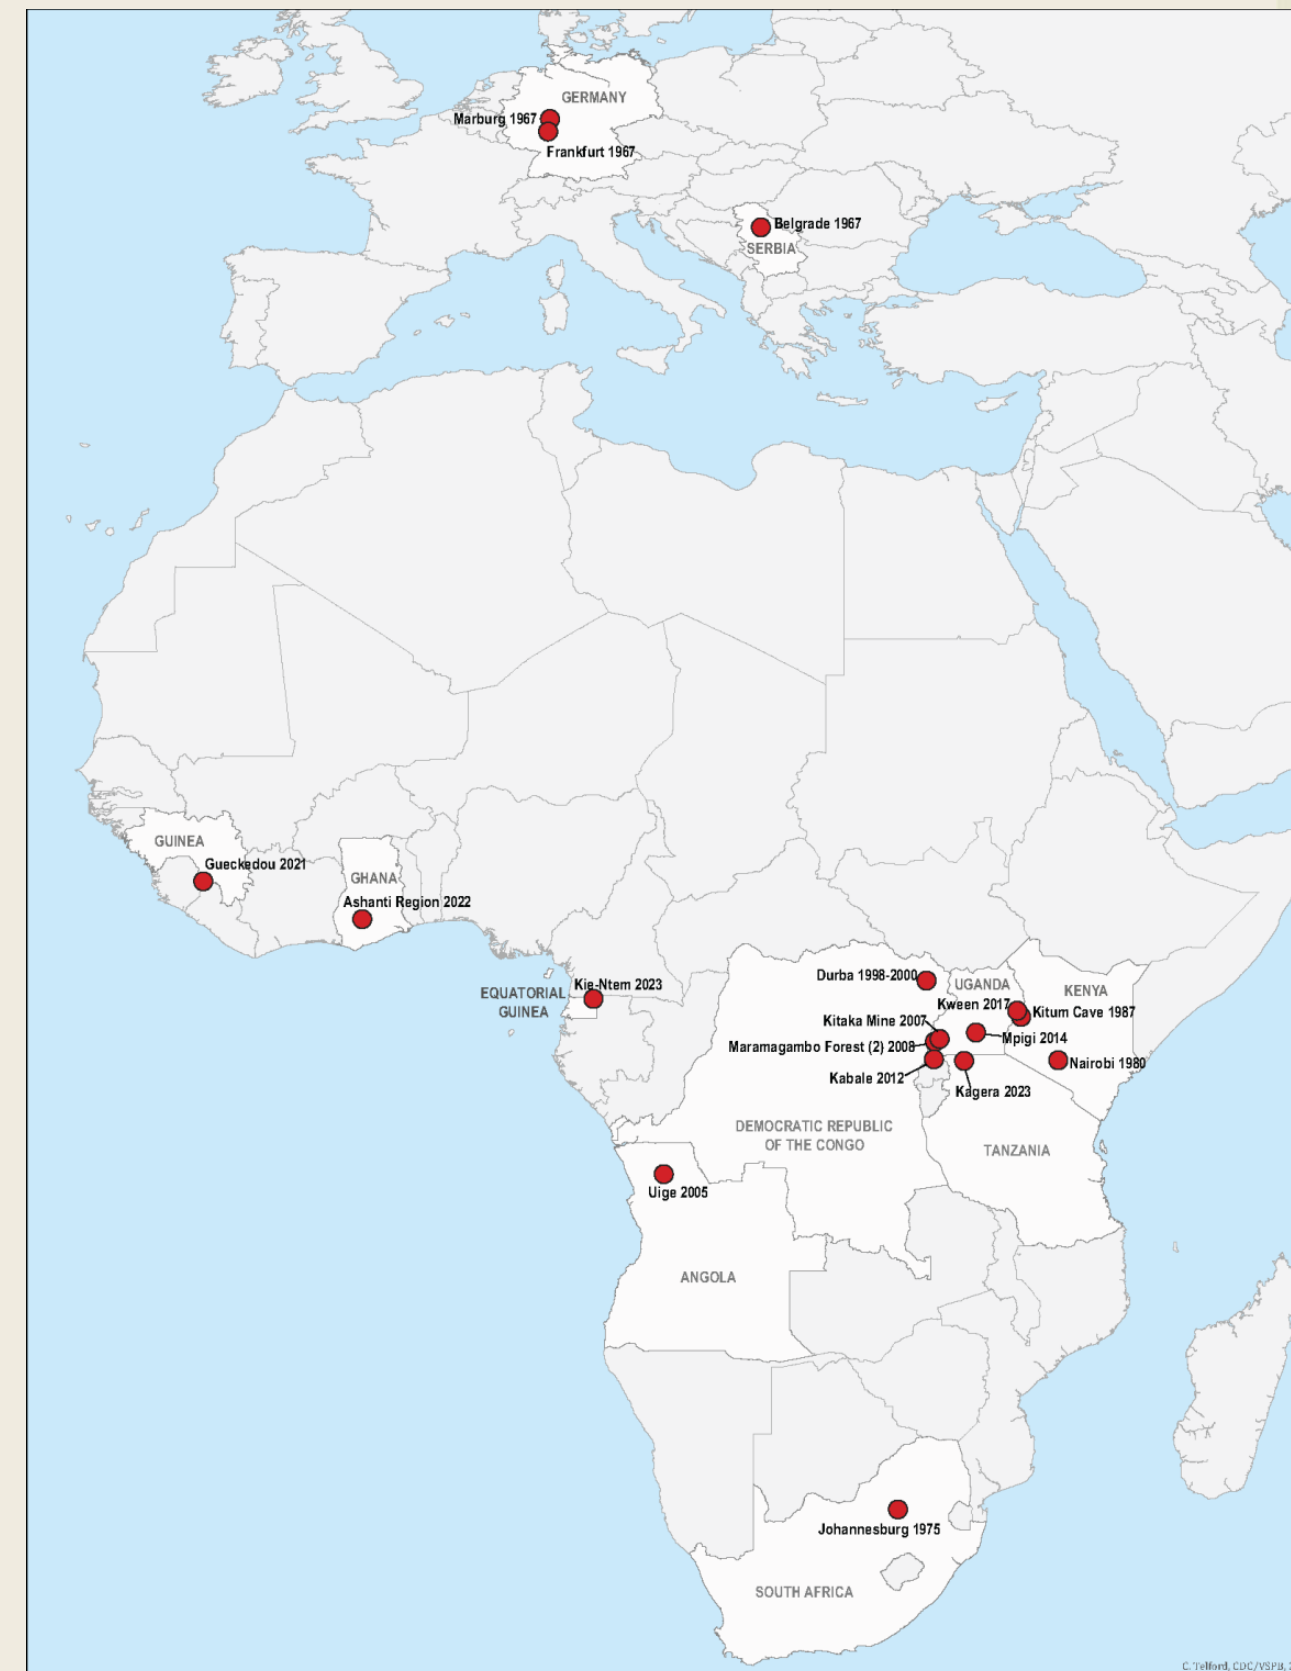 GERMANY
Marburg 1967
Frankfurt 1967
Belgrade 1967
SERBIA
GUINEA
Gueckedou 2021
GHANA
Ashanti Region 2022
EQUATORIAL
GUINEA
Kie-Ntem 2023
Durba 1998-2000
UGANDA
KENYA
Kween 2017
Kitum Cave 1987
Kitaka Mine 2007
Mpigi 2014
Maramagambo Forest (2) 2008
Nairobi 1980
Kabale 2012
Kagera 2023
DEMOCRATIC REPUBLIC
OF THE CONGO
TANZANIA
Uige 2005
ANGOLA
Johannesburg 1975
SOUTH AFRICA
C. Telford, CDC/VSPB,